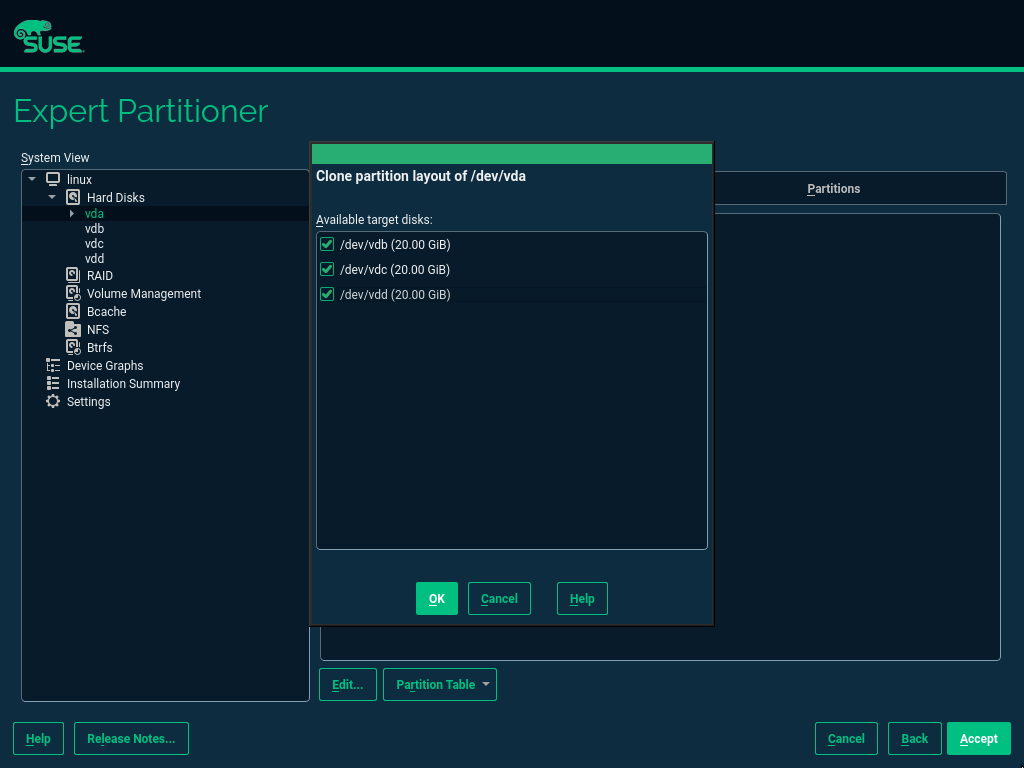 SUSE
Expert Partitioner
System View
linux
Hard Disks
vda
vdb
vdc
vdd
RAID
Volume Management
Bcache
NFS
Btrfs
Device Graphs
Installation Summary
Settings
Clone partition layout of /dev/vda
Available target disks:
/dev/vdb (20.00 GiB)
/dev/vdc (20.00 GiB)
/dev/vdd (20.00 GiB)
OK Cancel Help
Partitions
Edit... Partition Table
Help Release Notes... Cancel Back Accept